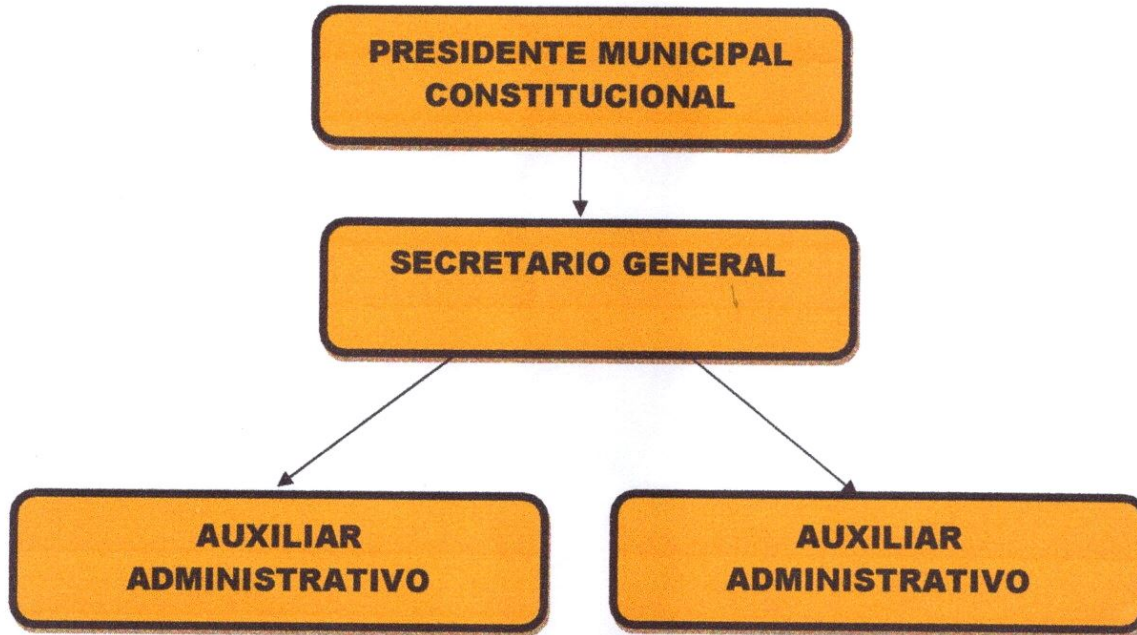 PRESIDENTE MUNICIPAL
CONSTITUCIONAL
SECRETARIO GENERAL
AUXILIAR
ADMINISTRATIVO
AUXILIAR
ADMINISTRATIVO